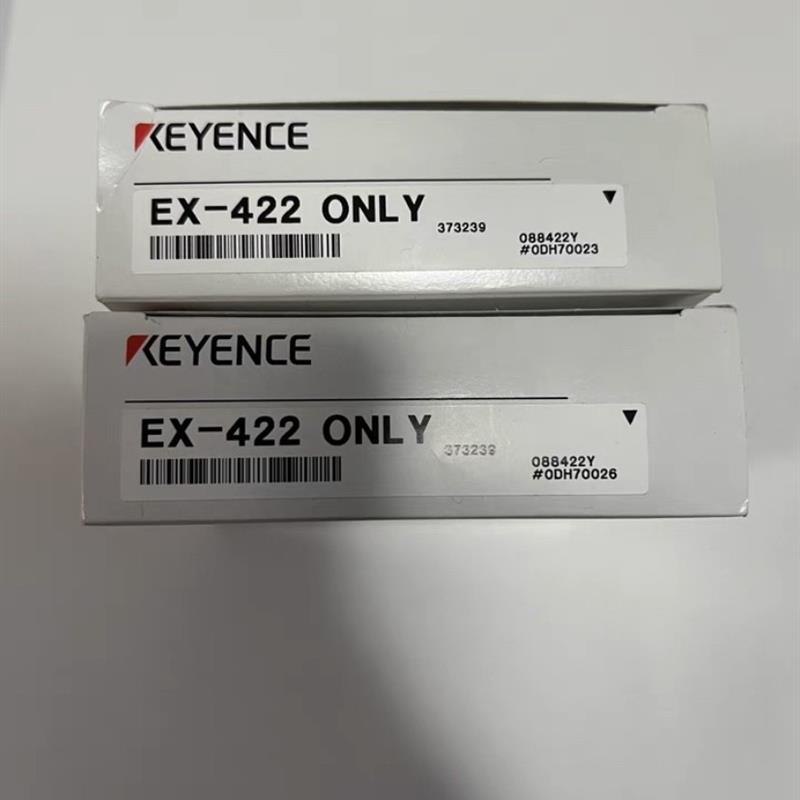 KEYENCE
EX-422 ONLY
373239
088422Y
#0DH70023
KEYENCE
EX-422 ONLY
373239
088422Y
#0DH70026